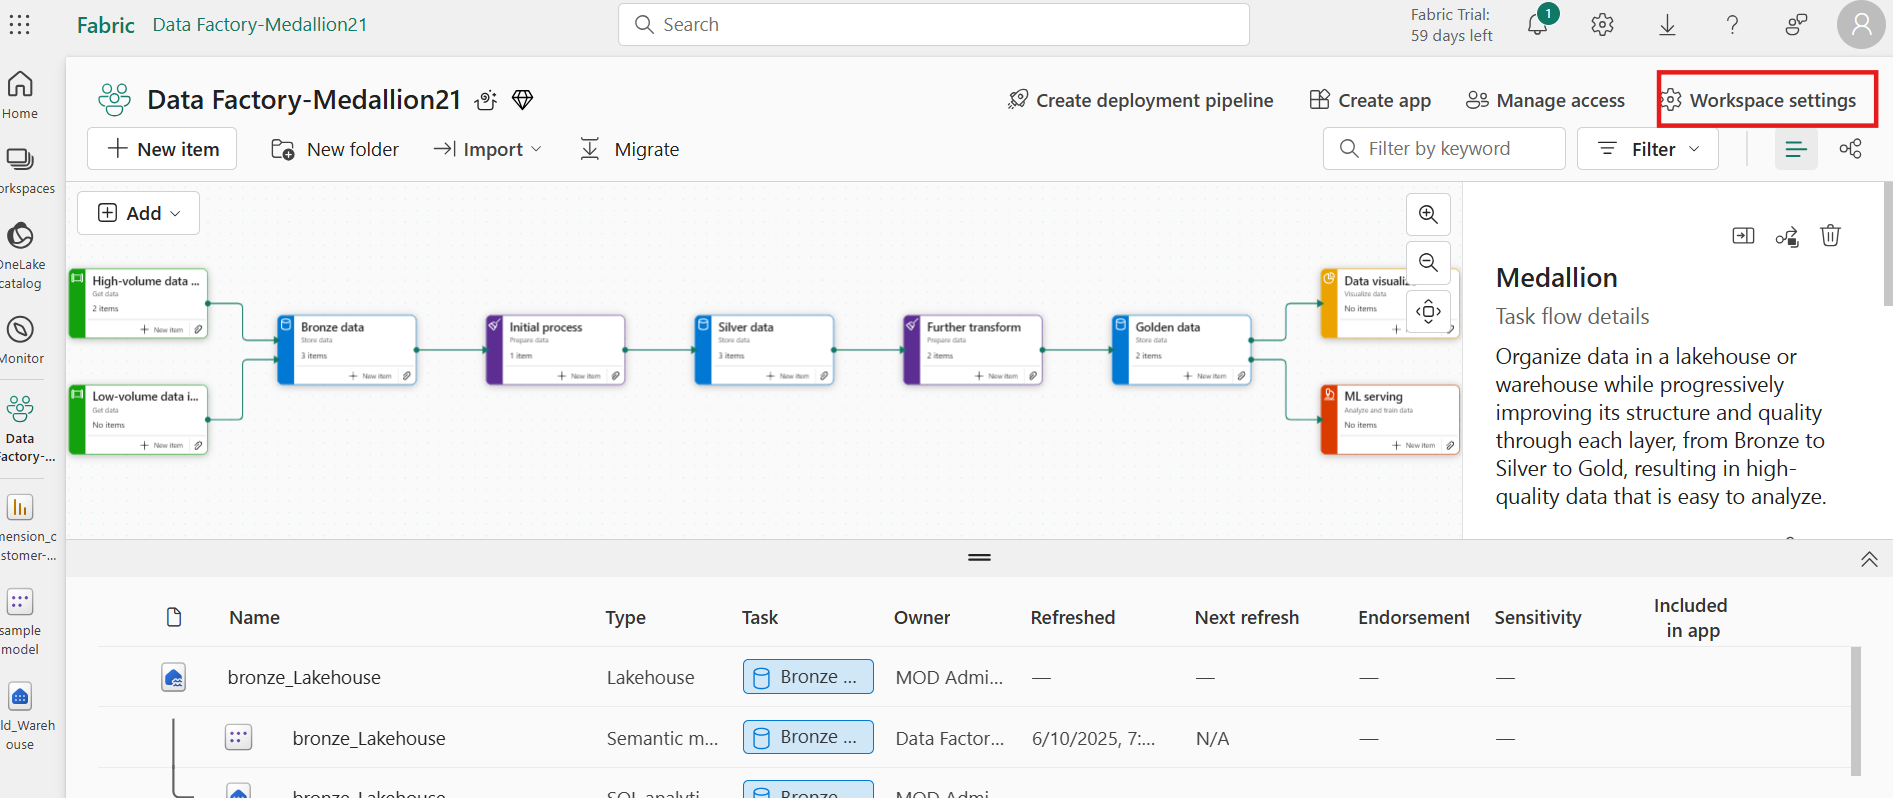 Fabric Data Factory-Medallion21
Search
Fabric Trial:
59 days left
1
Home
orkspaces
OneLake
catalog
Monitor
Data
Factory-...
mension_c
stomer-...
sample
model
ld_Wareh
ouse
Data Factory-Medallion21
Create deployment pipeline
Create app
Manage access
Workspace settings
New item
New folder
Import
Migrate
Filter by keyword
Filter
Add
High-volume data ...
Get data
2 items
New item
Low-volume data i...
Get data
No items
New item
Bronze data
Store data
3 items
New item
Initial process
Prepare data
1 item
New item
Silver data
Store data
3 items
New item
Further transform
Prepare data
2 items
New item
Golden data
Store data
2 items
New item
Data visualiz
Visualize data
No items
ML serving
Analyze and train data
No items
New item
Medallion
Task flow details
Organize data in a lakehouse or
warehouse while progressively
improving its structure and quality
through each layer, from Bronze to
Silver to Gold, resulting in high-
quality data that is easy to analyze.
Name Type Task Owner Refreshed Next refresh Endorsement Sensitivity Included
in app
bronze_Lakehouse Lakehouse Bronze ... MOD Admi... — — — —
bronze_Lakehouse Semantic m... Bronze ... Data Factor... 6/10/2025, 7:... N/A — —
bronze_Lakehouse SQL analyti Bronze MOD Admi